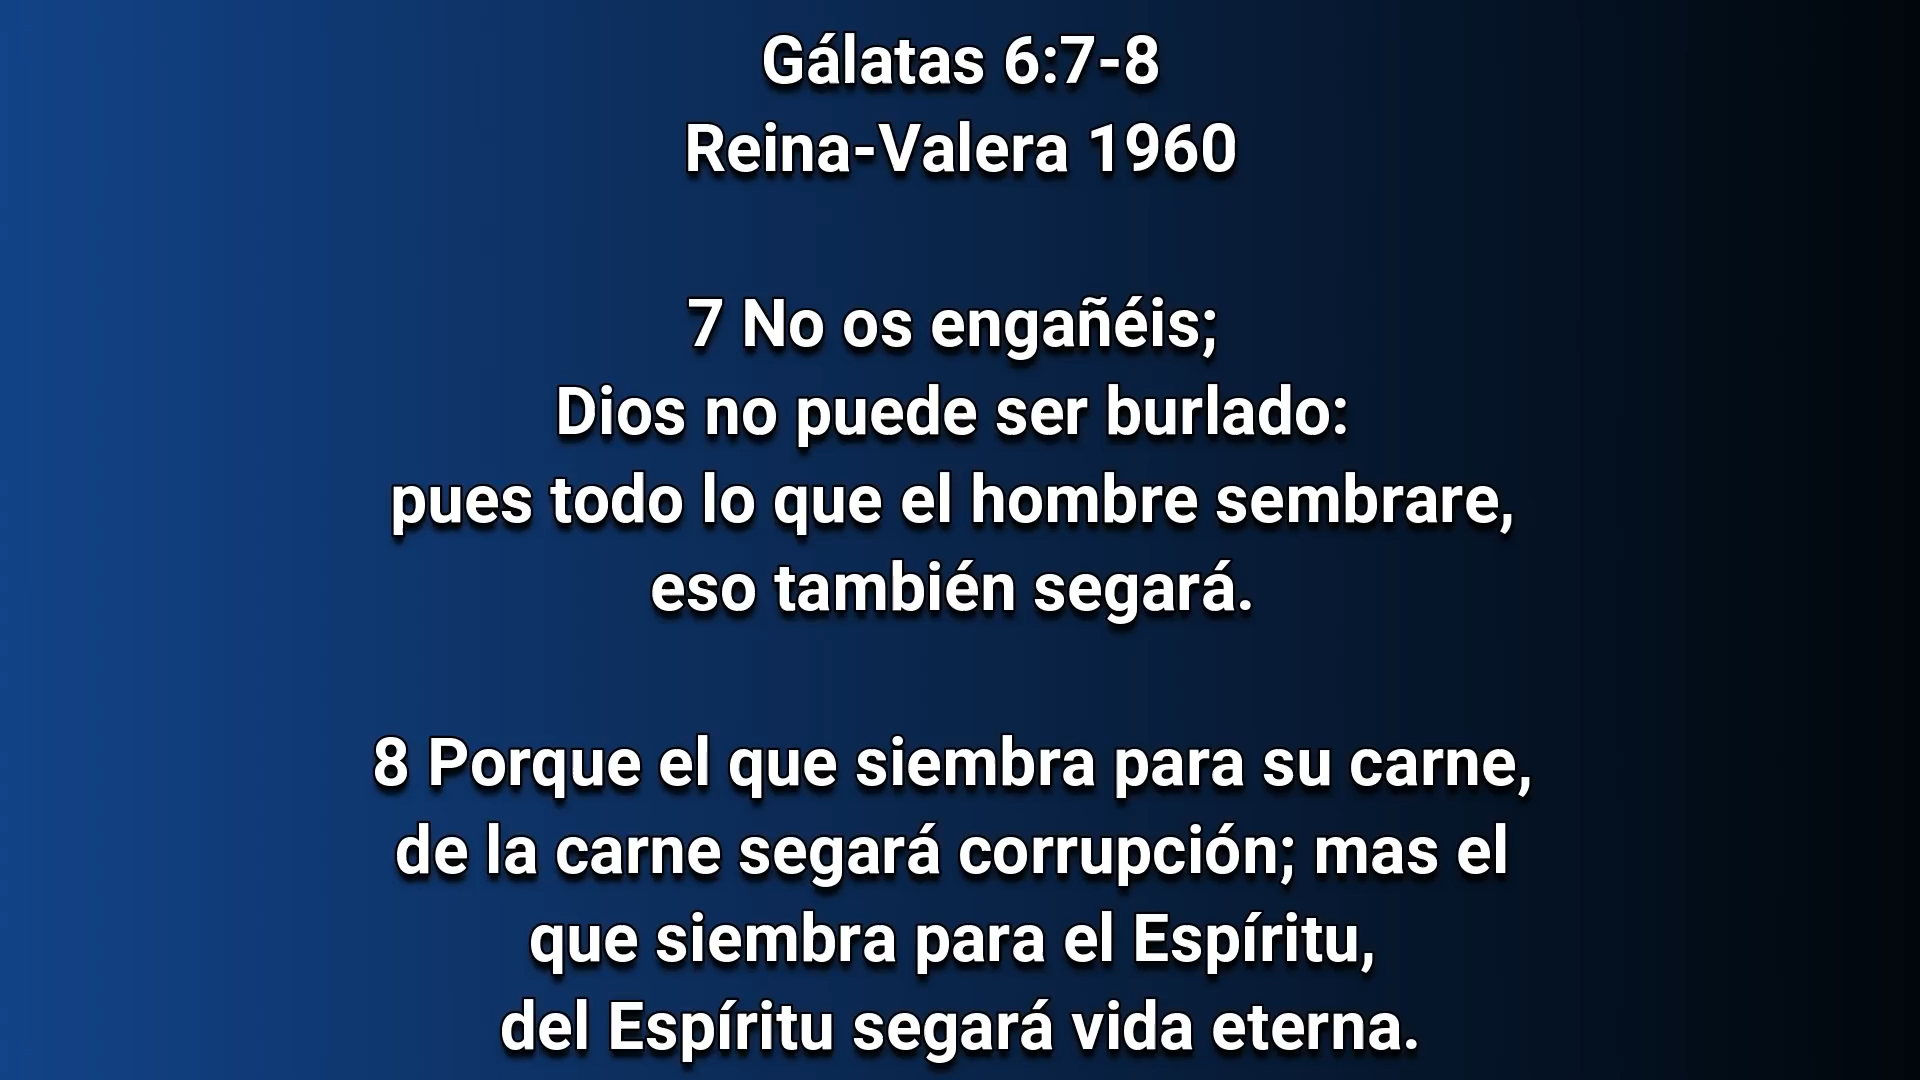 Gálatas 6:7-8
Reina-Valera 1960
7 No os engañéis;
Dios no puede ser burlado:
pues todo lo que el hombre sembrare,
eso también segará.
8 Porque el que siembra para su carne,
de la carne segará corrupción; mas el
que siembra para el Espíritu,
del Espíritu segará vida eterna.